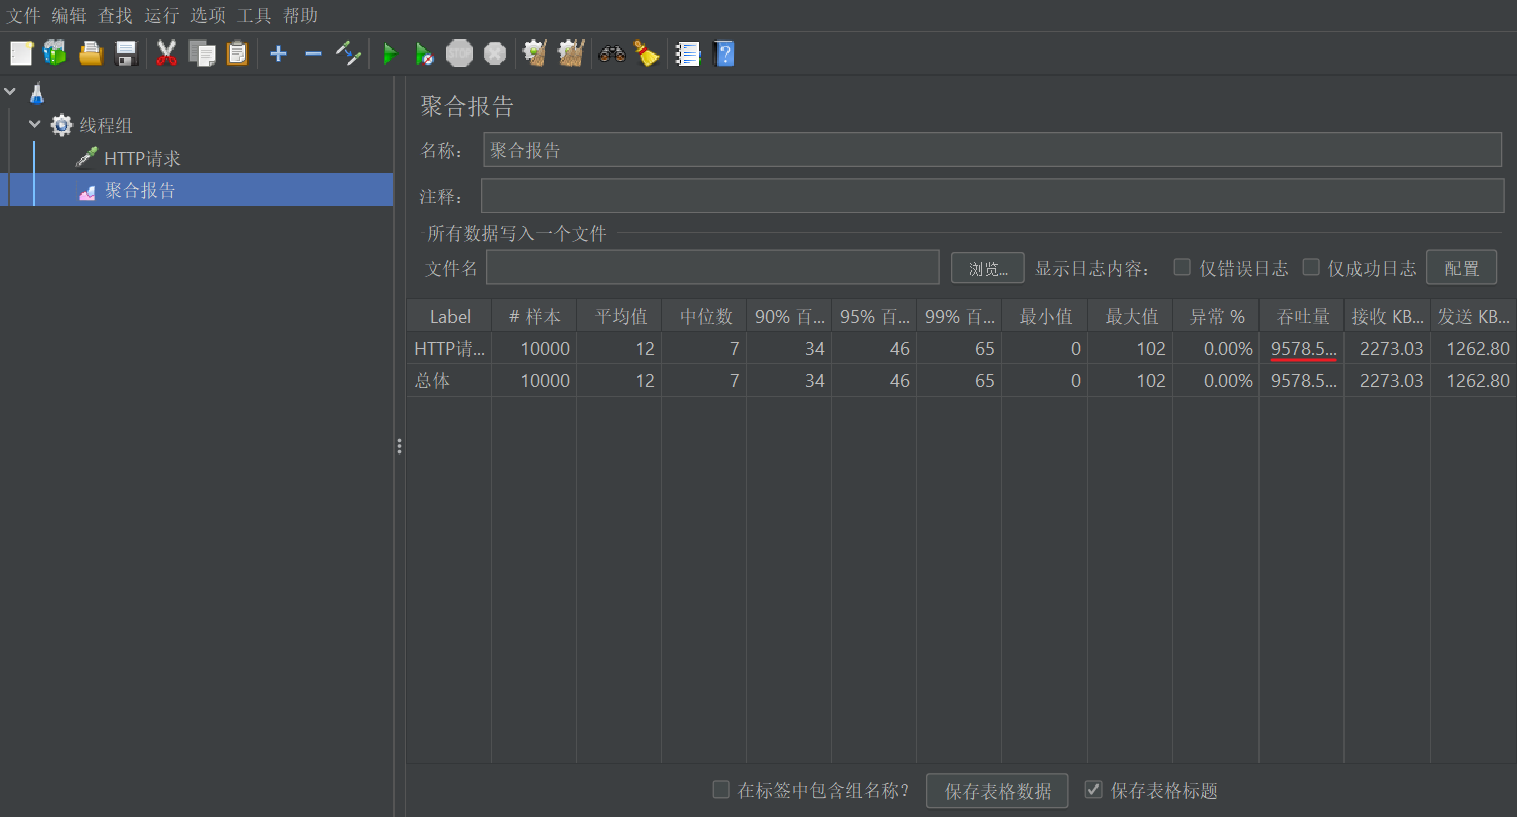 文件 编辑 查找 运行 选项 工具 帮助
STOP
线程组
HTTP请求
聚合报告
聚合报告
名称： 聚合报告
注释：
所有数据写入一个文件
文件名 浏览... 显示日志内容： 仅错误日志 仅成功日志 配置
Label # 样本 平均值 中位数 90% 百... 95% 百... 99% 百... 最小值 最大值 异常 % 吞吐量 接收 KB... 发送 KB...
HTTP请... 10000 12 7 34 46 65 0 102 0.00% 9578.5... 2273.03 1262.80
总体 10000 12 7 34 46 65 0 102 0.00% 9578.5... 2273.03 1262.80
在标签中包含组名称？ 保存表格数据 保存表格标题